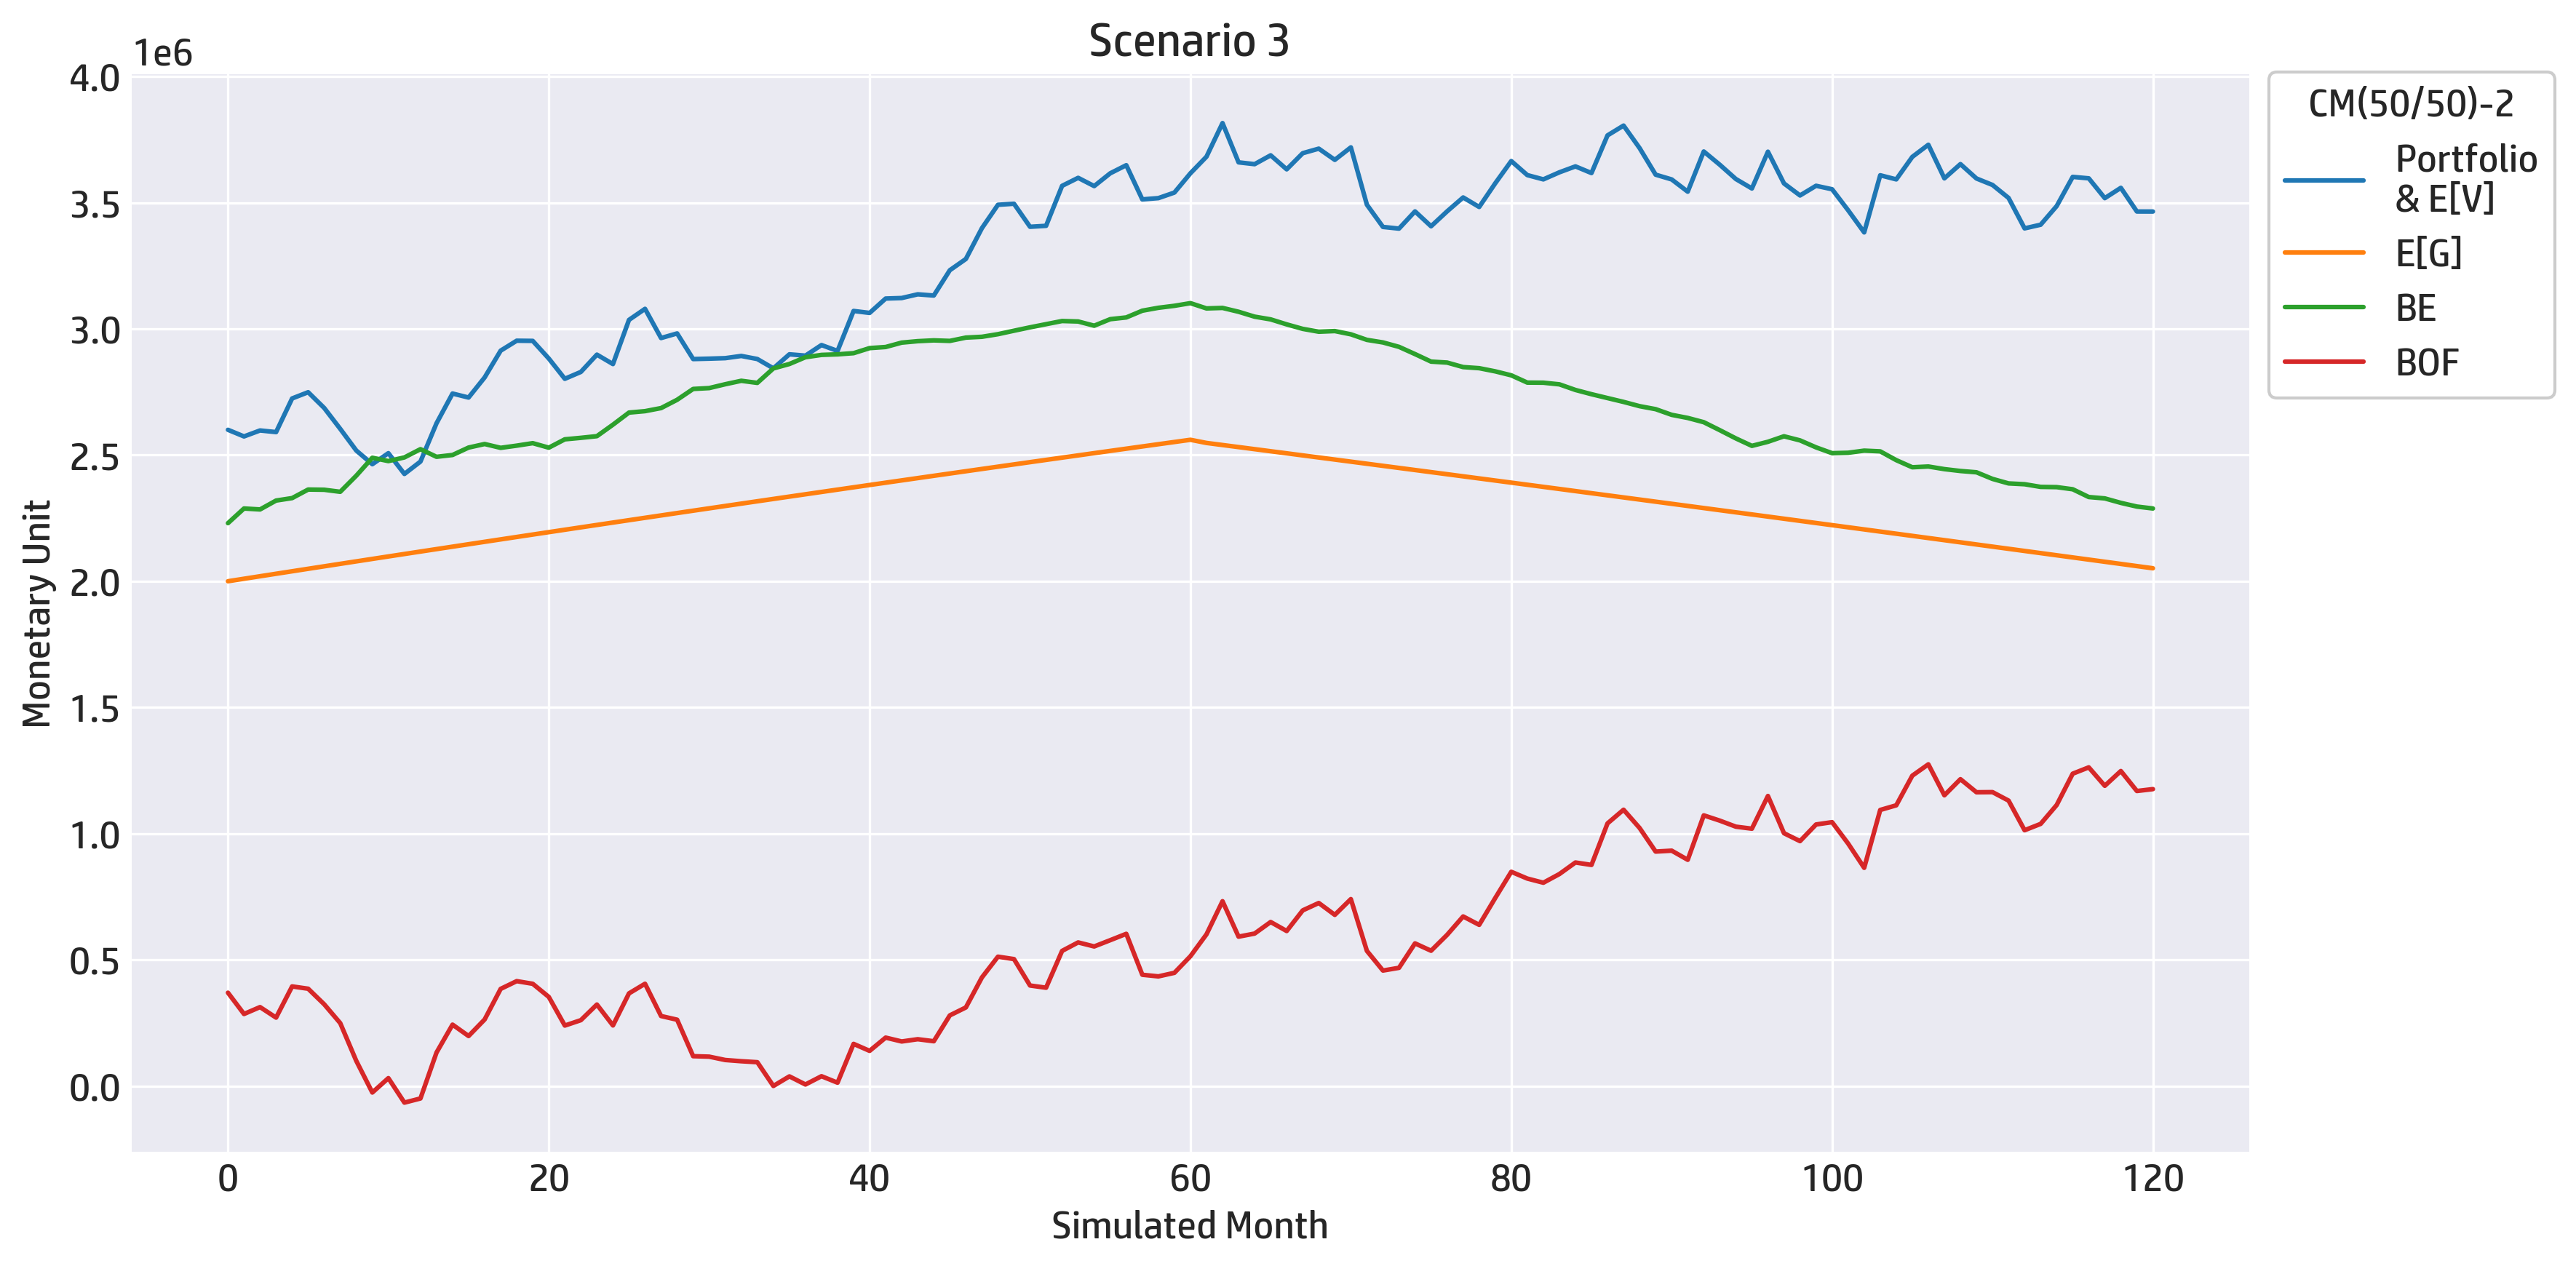 Scenario 3
1e6
4.0
3.5
3.0
2.5
2.0
1.5
1.0
0.5
0.0
Monetary Unit
0 20 40 60 80 100 120
Simulated Month
CM(50/50)-2
Portfolio
& E[V]
E[G]
BE
BOF